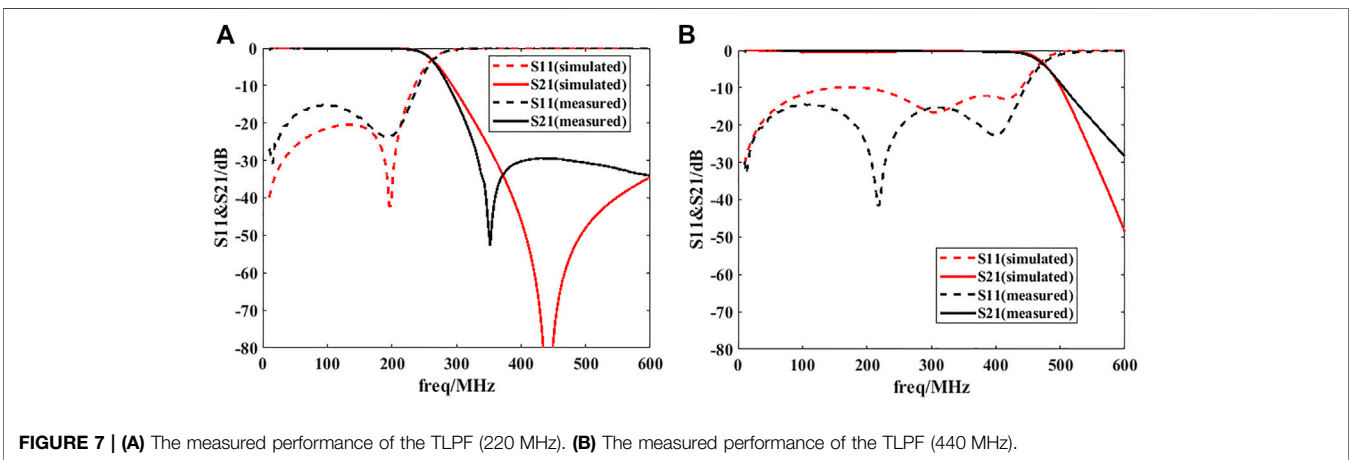 A
S11&S21/dB
0
-10
-20
-30
-40
-50
-60
-70
-80
0 100 200 300 400 500 600
freq/MHz
S11(simulated)
S21(simulated)
S11(measured)
S21(measured)
B
S11&S21/dB
0
-10
-20
-30
-40
-50
-60
-70
-80
0 100 200 300 400 500 600
freq/MHz
S11(simulated)
S21(simulated)
S11(measured)
S21(measured)
FIGURE 7 | (A) The measured performance of the TLPF (220 MHz). (B) The measured performance of the TLPF (440 MHz).